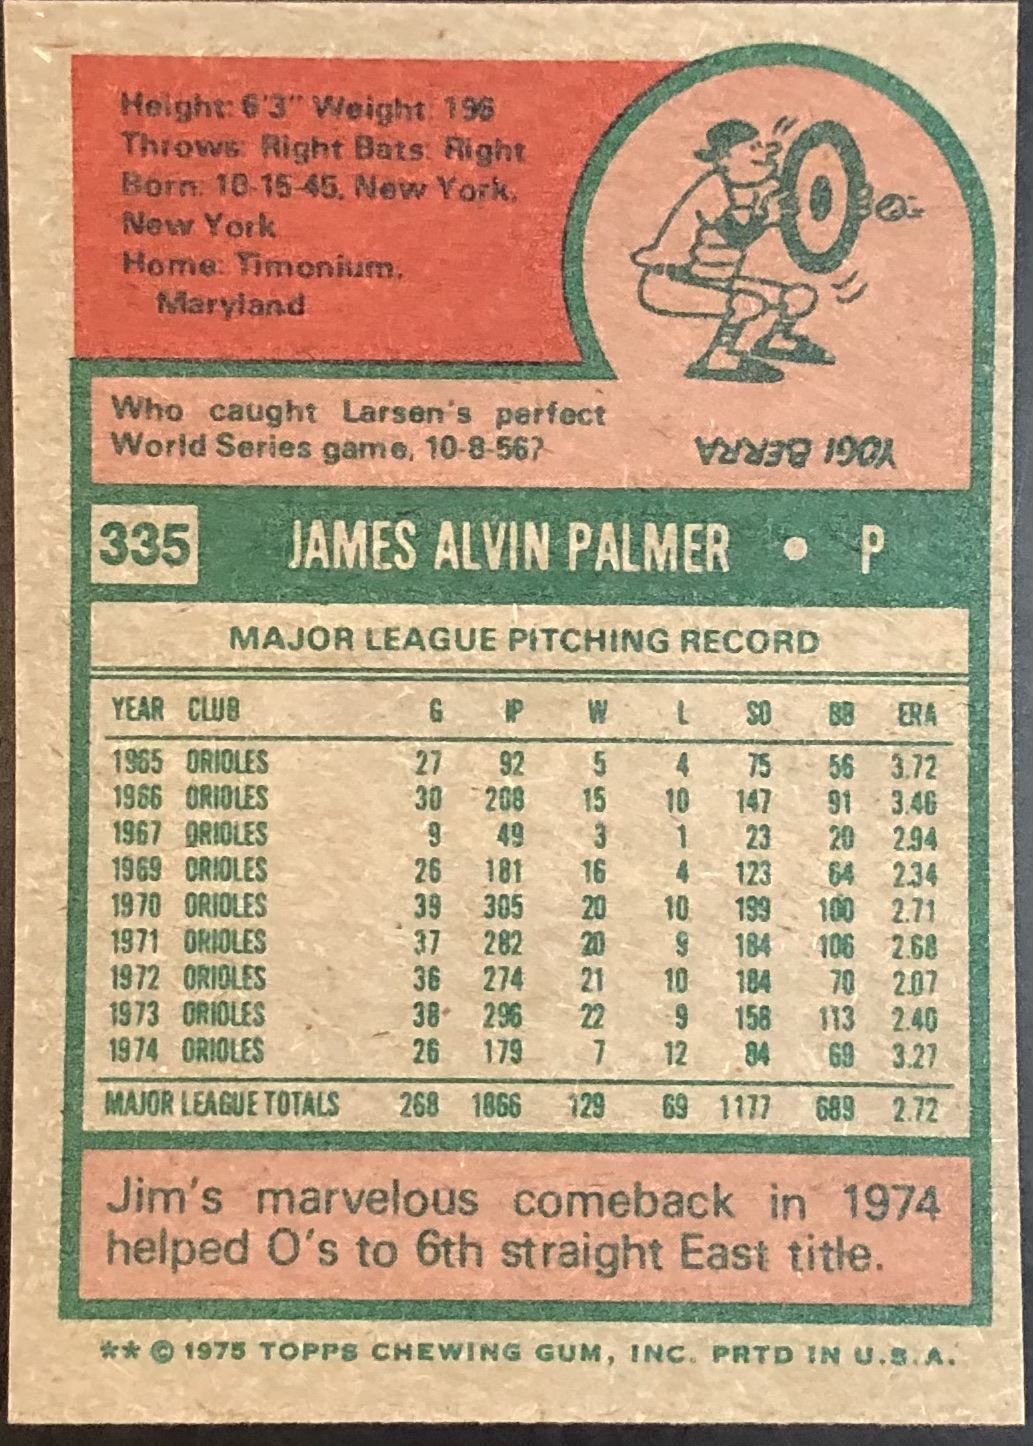 Height: 6'3" Weight: 196
Throws: Right Bats: Right
Born: 10-15-45, New York,
New York
Home: Timonium,
Maryland
Who caught Larsen's perfect
World Series game, 10-8-56?
YOGI BERRA
335 JAMES ALVIN PALMER • P
MAJOR LEAGUE PITCHING RECORD
YEAR CLUB G IP W L SO BB ERA
1965 ORIOLES 27 92 5 4 75 56 3.72
1966 ORIOLES 30 208 15 10 147 91 3.46
1967 ORIOLES 9 49 3 1 23 20 2.94
1969 ORIOLES 26 181 16 4 123 64 2.34
1970 ORIOLES 39 305 20 10 199 100 2.71
1971 ORIOLES 37 282 20 9 184 106 2.68
1972 ORIOLES 36 274 21 10 184 70 2.07
1973 ORIOLES 38 296 22 9 158 113 2.40
1974 ORIOLES 26 179 7 12 84 69 3.27
MAJOR LEAGUE TOTALS 268 1866 129 69 1177 689 2.72
Jim's marvelous comeback in 1974
helped O's to 6th straight East title.
** © 1975 TOPPS CHEWING GUM, INC. PRTD IN U.S.A.